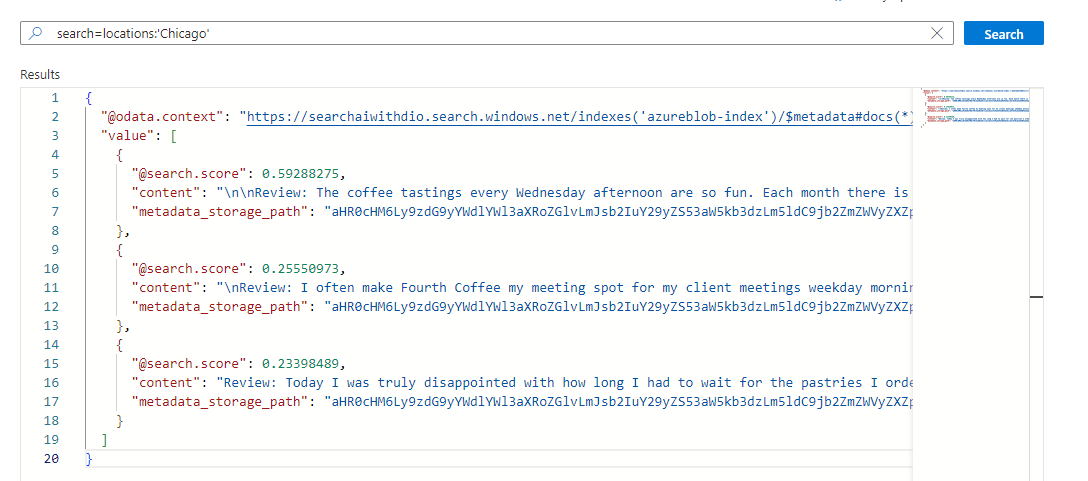 search=locations:'Chicago'
Search
Results
1 {
2 "@odata.context": "https://searchaiwithdio.search.windows.net/indexes('azureblob-index')/$metadata#docs(*)
3 "value": [
4 {
5 "@search.score": 0.59288275,
6 "content": "\n\nReview: The coffee tastings every Wednesday afternoon are so fun. Each month there is
7 "metadata_storage_path": "aHR0cHM6Ly9zdG9yYWdlYWl3aXRoZGlvLmJsb2IuY29yZS53aW5kb3dzLm5ldC9jb2ZmZWVyZXZp
8 },
9 {
10 "@search.score": 0.25550973,
11 "content": "\nReview: I often make Fourth Coffee my meeting spot for my client meetings weekday mornin
12 "metadata_storage_path": "aHR0cHM6Ly9zdG9yYWdlYWl3aXRoZGlvLmJsb2IuY29yZS53aW5kb3dzLm5ldC9jb2ZmZWVyZXZp
13 },
14 {
15 "@search.score": 0.23398489,
16 "content": "Review: Today I was truly disappointed with how long I had to wait for the pastries I orde
17 "metadata_storage_path": "aHR0cHM6Ly9zdG9yYWdlYWl3aXRoZGlvLmJsb2IuY29yZS53aW5kb3dzLm5ldC9jb2ZmZWVyZXZp
18 }
19 ]
20 }